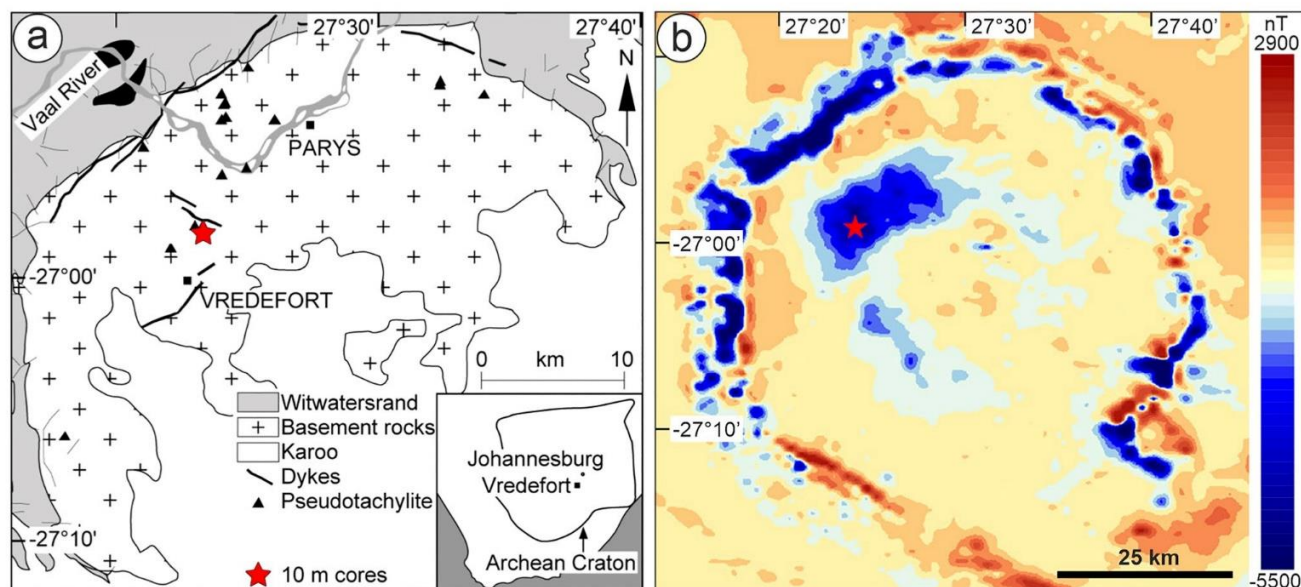 a
27°30'
27°40'
N
Vaal River
PARYS
-27°00'
VREDEFORT
0 km 10
Witwatersrand
Basement rocks
Karoo
Dykes
Pseudotachylite
10 m cores
-27°10'
Johannesburg
Vredefort
Archean Craton
b
27°20'
27°30'
27°40'
nT
2900
-27°00'
-27°10'
25 km
-5500